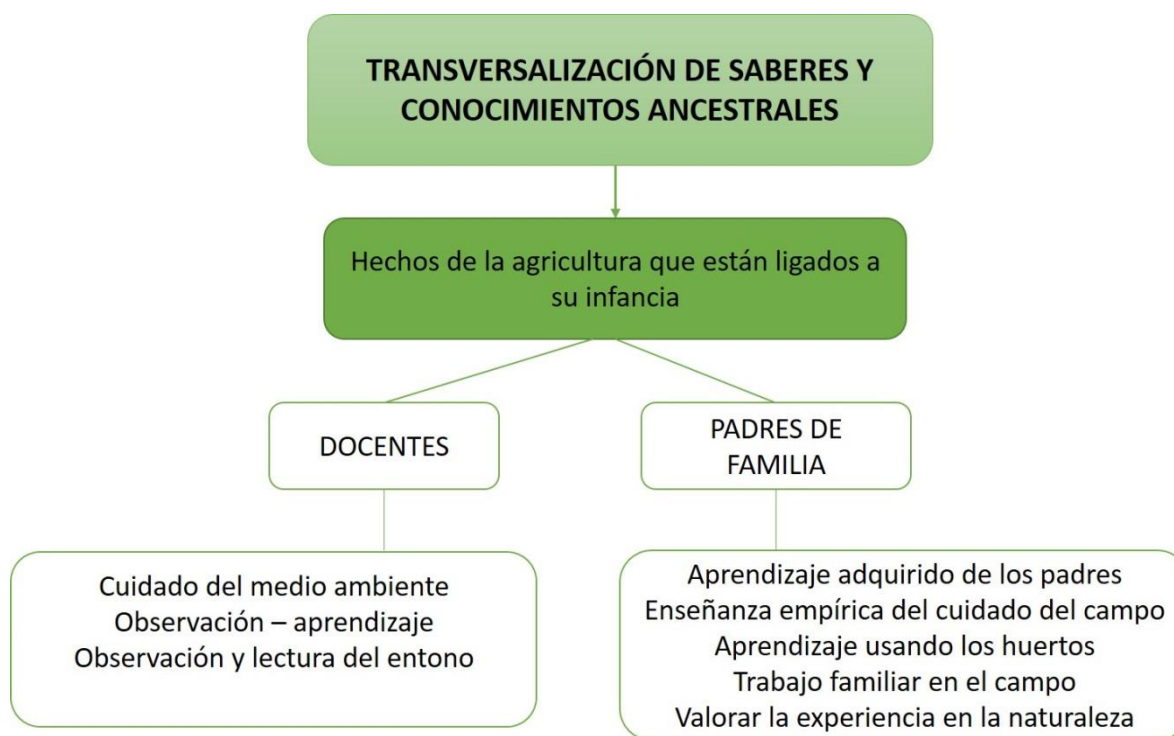 TRANSVERSALIZACIÓN DE SABERES Y
CONOCIMIENTOS ANCESTRALES
Hechos de la agricultura que están ligados a
su infancia
DOCENTES
PADRES DE
FAMILIA
Cuidado del medio ambiente
Observación – aprendizaje
Observación y lectura del entono
Aprendizaje adquirido de los padres
Enseñanza empírica del cuidado del campo
Aprendizaje usando los huertos
Trabajo familiar en el campo
Valorar la experiencia en la naturaleza